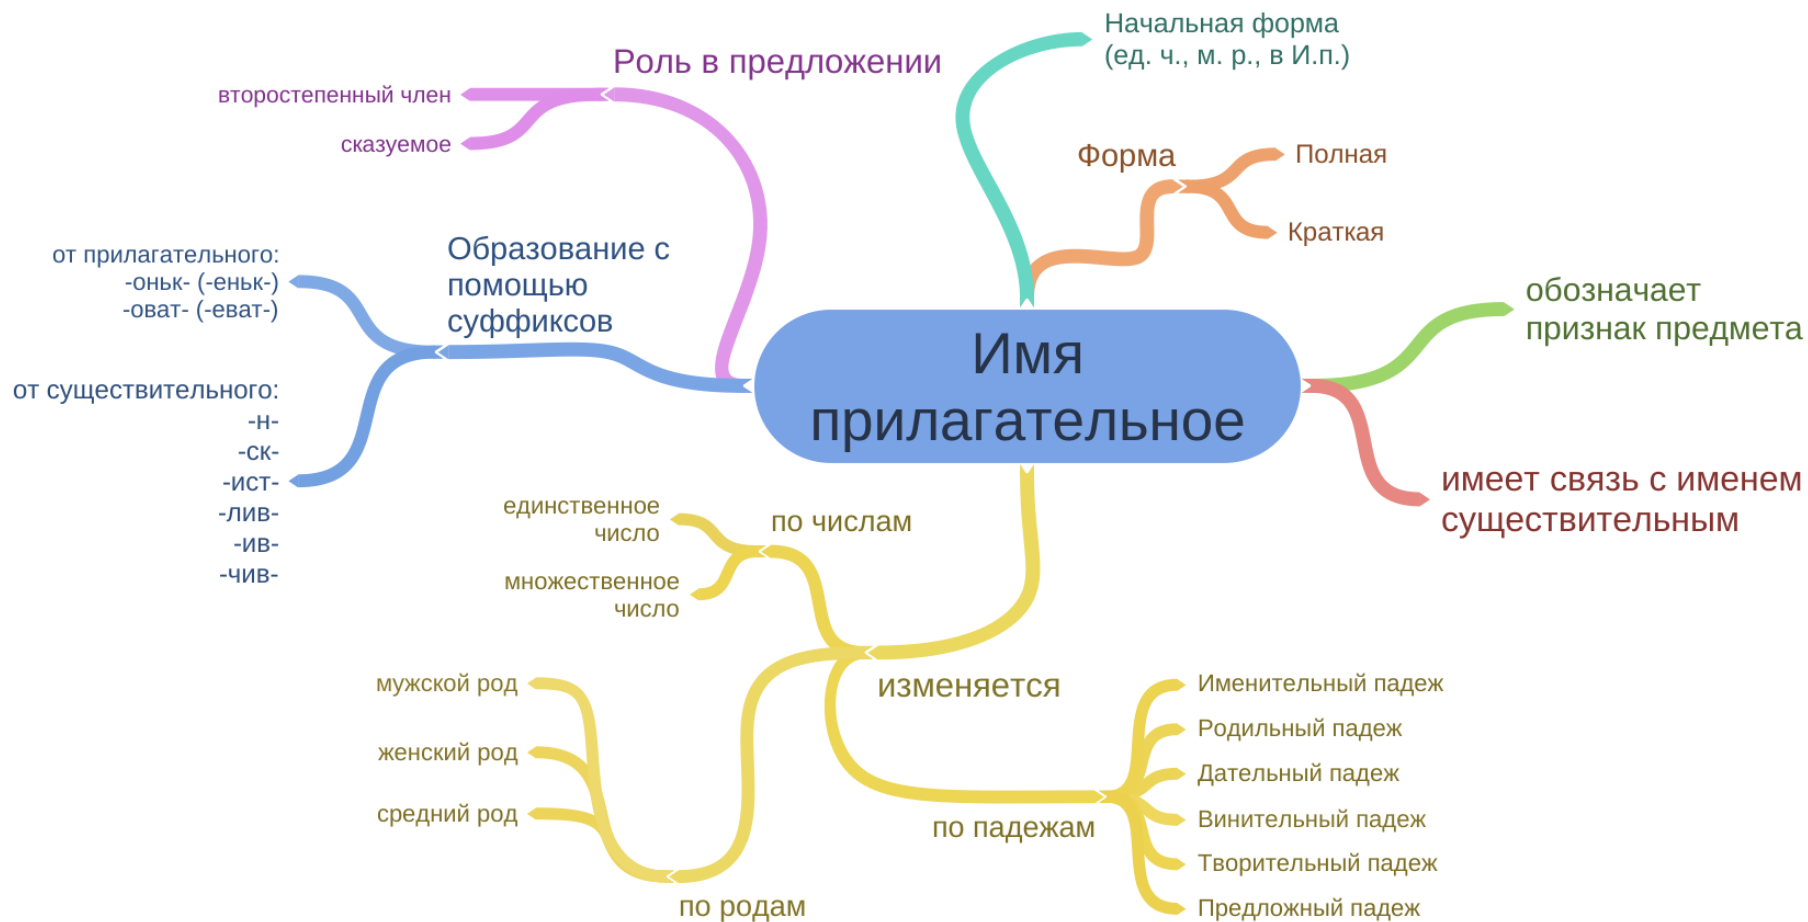 Начальная форма
(ед. ч., м. р., в И.п.)
Роль в предложении
второстепенный член
сказуемое
Форма
Полная
Краткая
Образование с
помощью
суффиксов
от прилагательного:
-оньк- (-еньк-)
-оват- (-еват-)
от существительного:
-н-
-ск-
-ист-
-лив-
-ив-
-чив-
обозначает
признак предмета
Имя
прилагательное
имеет связь с именем
существительным
по числам
единственное
число
множественное
число
изменяется
мужской род
женский род
средний род
по родам
по падежам
Именительный падеж
Родильный падеж
Дательный падеж
Винительный падеж
Творительный падеж
Предложный падеж